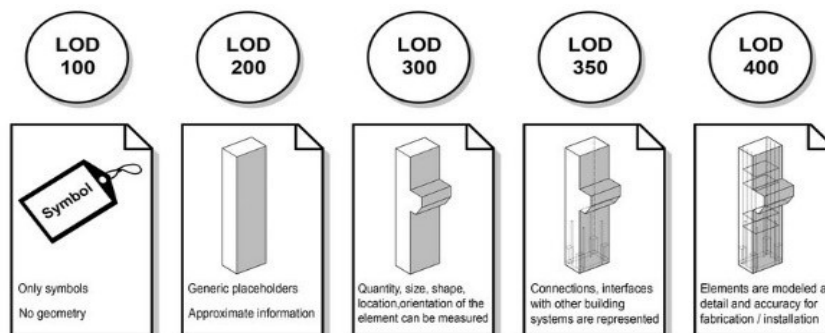 LOD
100
LOD
200
LOD
300
LOD
350
LOD
400
Symbol
Only symbols
No geometry
Generic placeholders
Approximate information
Quantity, size, shape,
location,orientation of the
element can be measured
Connections, interfaces
with other building
systems are represented
Elements are modeled
detail and accuracy for
fabrication / installation